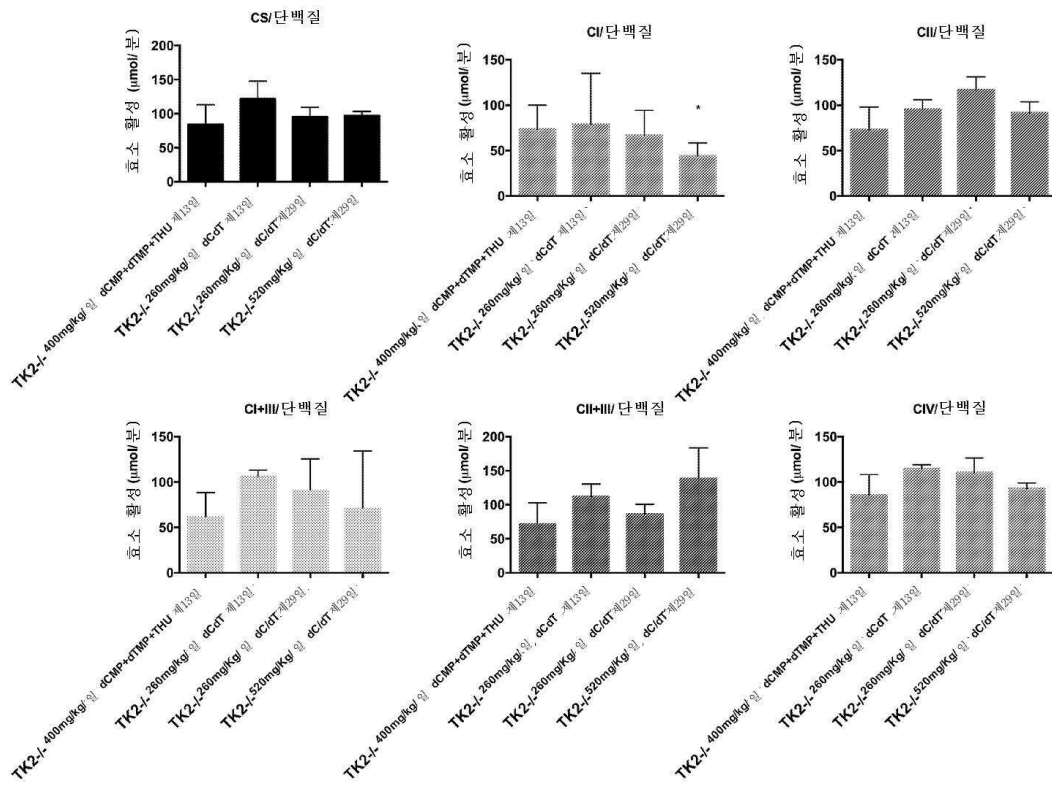 CS/단백질
효소 활성 (μmol/분)
200
150
100
50
0
TK2-/- 400mg/kg/일 dCMP+dTMP+THU 제13일
TK2-/- 260mg/kg/일 dCdT 제13일
TK2-/- 260mg/Kg/일 dC/dT 제29일
TK2-/- 520mg/Kg/일 dC/dT 제29일
CI/단백질
효소 활성 (μmol/분)
150
100
50
0
*
TK2-/- 400mg/kg/일 dCMP+dTMP+THU 제13일
TK2-/- 260mg/kg/일 dCdT 제13일
TK2-/- 260mg/Kg/일 dC/dT 제29일
TK2-/- 520mg/Kg/일 dC/dT 제29일
CII/단백질
효소 활성 (μmol/분)
150
100
50
0
TK2-/- 400mg/kg/일 dCMP+dTMP+THU 제13일
TK2-/- 260mg/kg/일 dCdT 제13일
TK2-/- 260mg/Kg/일 dC/dT 제29일
TK2-/- 520mg/Kg/일 dC/dT 제29일
CI+III/단백질
효소 활성 (μmol/분)
150
100
50
0
TK2-/- 400mg/kg/일 dCMP+dTMP+THU 제13일
TK2-/- 260mg/kg/일 dCdT 제13일
TK2-/- 260mg/Kg/일 dC/dT 제29일
TK2-/- 520mg/Kg/일 dC/dT 제29일
CII+III/단백질
효소 활성 (μmol/분)
200
150
100
50
0
TK2-/- 400mg/kg/일 dCMP+dTMP+THU 제13일
TK2-/- 260mg/kg/일 dCdT 제13일
TK2-/- 260mg/Kg/일 dC/dT 제29일
TK2-/- 520mg/Kg/일 dC/dT 제29일
CIV/단백질
효소 활성 (μmol/분)
150
100
50
0
TK2-/- 400mg/kg/일 dCMP+dTMP+THU 제13일
TK2-/- 260mg/kg/일 dCdT 제13일
TK2-/- 260mg/Kg/일 dC/dT 제29일
TK2-/- 520mg/Kg/일 dC/dT 제29일